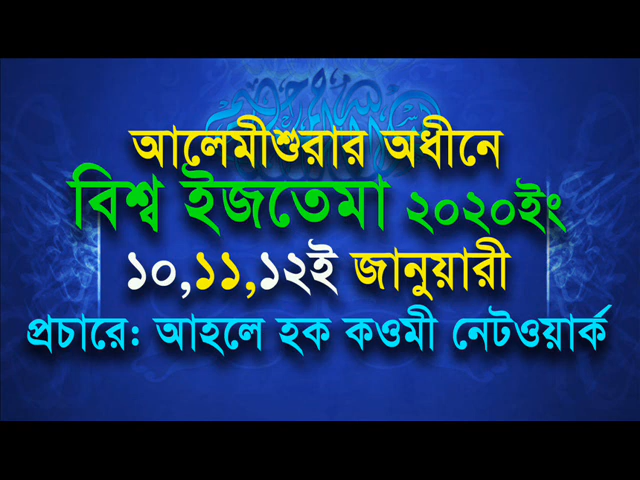 আলেমীশুরার অধীনে
বিশ্ব ইজতেমা ২০২০ইং
১০,১১,১২ই জানুয়ারী
প্রচারে: আহলে হক কওমী নেটওয়ার্ক